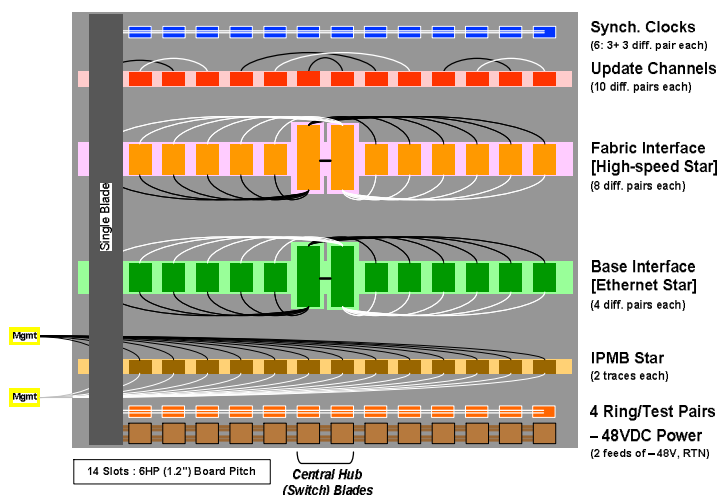 Synch. Clocks
(6: 3+ 3 diff. pair each)
Update Channels
(10 diff. pairs each)
Fabric Interface
[High-speed Star]
(8 diff. pairs each)
Single Blade
Base Interface
[Ethernet Star]
(4 diff. pairs each)
Mgmt
IPMB Star
(2 traces each)
Mgmt
4 Ring/Test Pairs
– 48VDC Power
(2 feeds of –48V, RTN)
14 Slots : 6HP (1.2") Board Pitch
Central Hub
(Switch) Blades